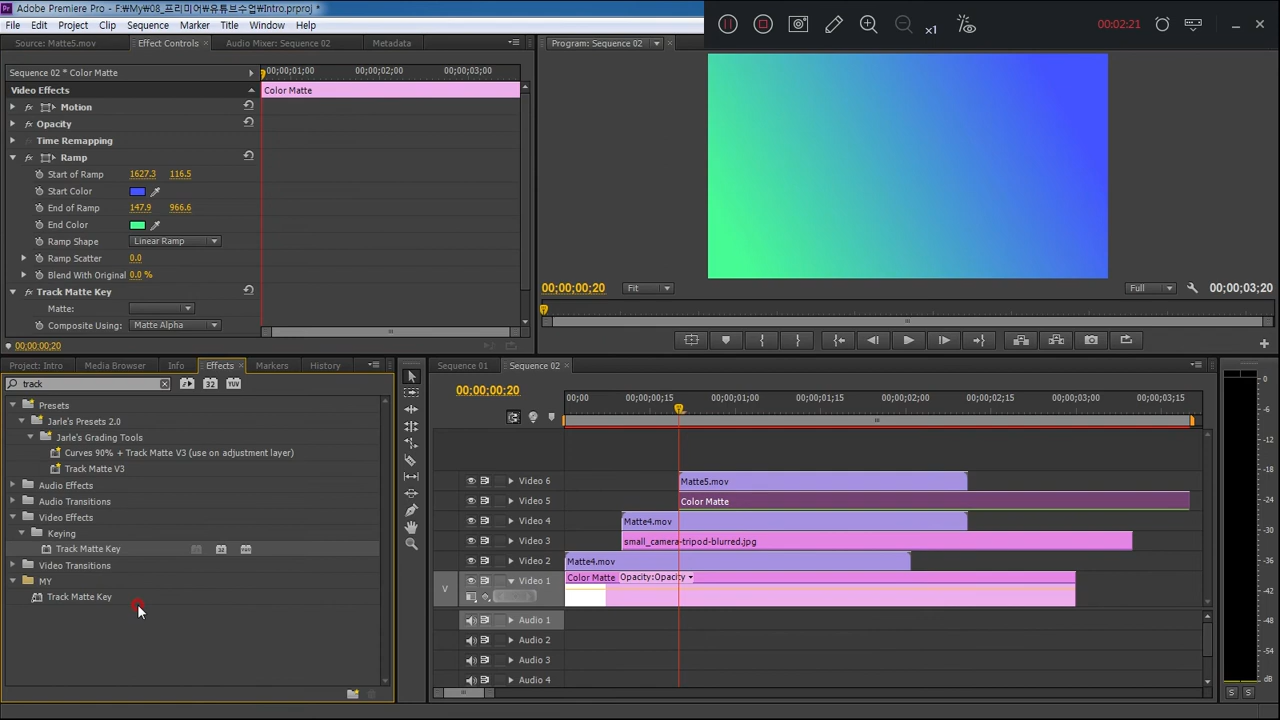 Adobe Premiere Pro - F:₩My₩08_프리미어₩유튜브수업₩Intro.prproj *
File Edit Project Clip Sequence Marker Title Window Help
x1
00:02:21
Source: Matte5.mov
Effect Controls
Audio Mixer: Sequence 02
Metadata
Program: Sequence 02
Sequence 02 * Color Matte
00;00;01;00 00;00;02;00 00;00;03;00
Video Effects
Color Matte
fx Motion
fx Opacity
Time Remapping
fx Ramp
Start of Ramp 1627.3 116.5
Start Color
End of Ramp 147.9 966.6
End Color
Ramp Shape Linear Ramp
Ramp Scatter 0.0
Blend With Original 0.0 %
Track Matte Key
Matte:
Composite Using: Matte Alpha
00;00;00;20
00;00;00;20 Fit Full 00;00;03;20
Project: Intro Media Browser Info Effects Markers History
track 32 YUV
Presets
Jarle's Presets 2.0
Jarle's Grading Tools
Curves 90% + Track Matte V3 (use on adjustment layer)
Track Matte V3
Audio Effects
Audio Transitions
Video Effects
Keying
Track Matte Key
Video Transitions
MY
Track Matte Key
Sequence 01 Sequence 02
00;00;00;20
00;00 00;00;00;15 00;00;01;00 00;00;01;15 00;00;02;00 00;00;02;15 00;00;03;00 00;00;03;15
Video 6 Matte5.mov
Video 5 Color Matte
Video 4 Matte4.mov
Video 3 small_camera-tripod-blurred.jpg
Video 2 Matte4.mov
V Video 1 Color Matte Opacity:Opacity
Audio 1
Audio 2
Audio 3
Audio 4
0
-6
-12
-18
-24
-30
-36
-42
-48
-54
dB
S S